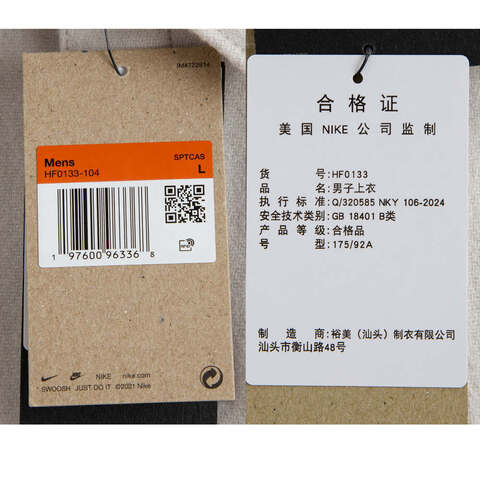 IM#722616
Mens
SPTCAS
HF0133-104
L
1 97600 96336 8
RFID
NIKE
SWOOSH JUST DO IT ©2021 Nike
合格证
美国 NIKE 公司监制
货号:HF0133
品名:男子上衣
执行标准:Q/320585 NKY 106-2024
安全技术类别:GB 18401 B类
产品等级:合格品
号型:175/92A
制造商:裕美（汕头）制衣有限公司
汕头市衡山路48号